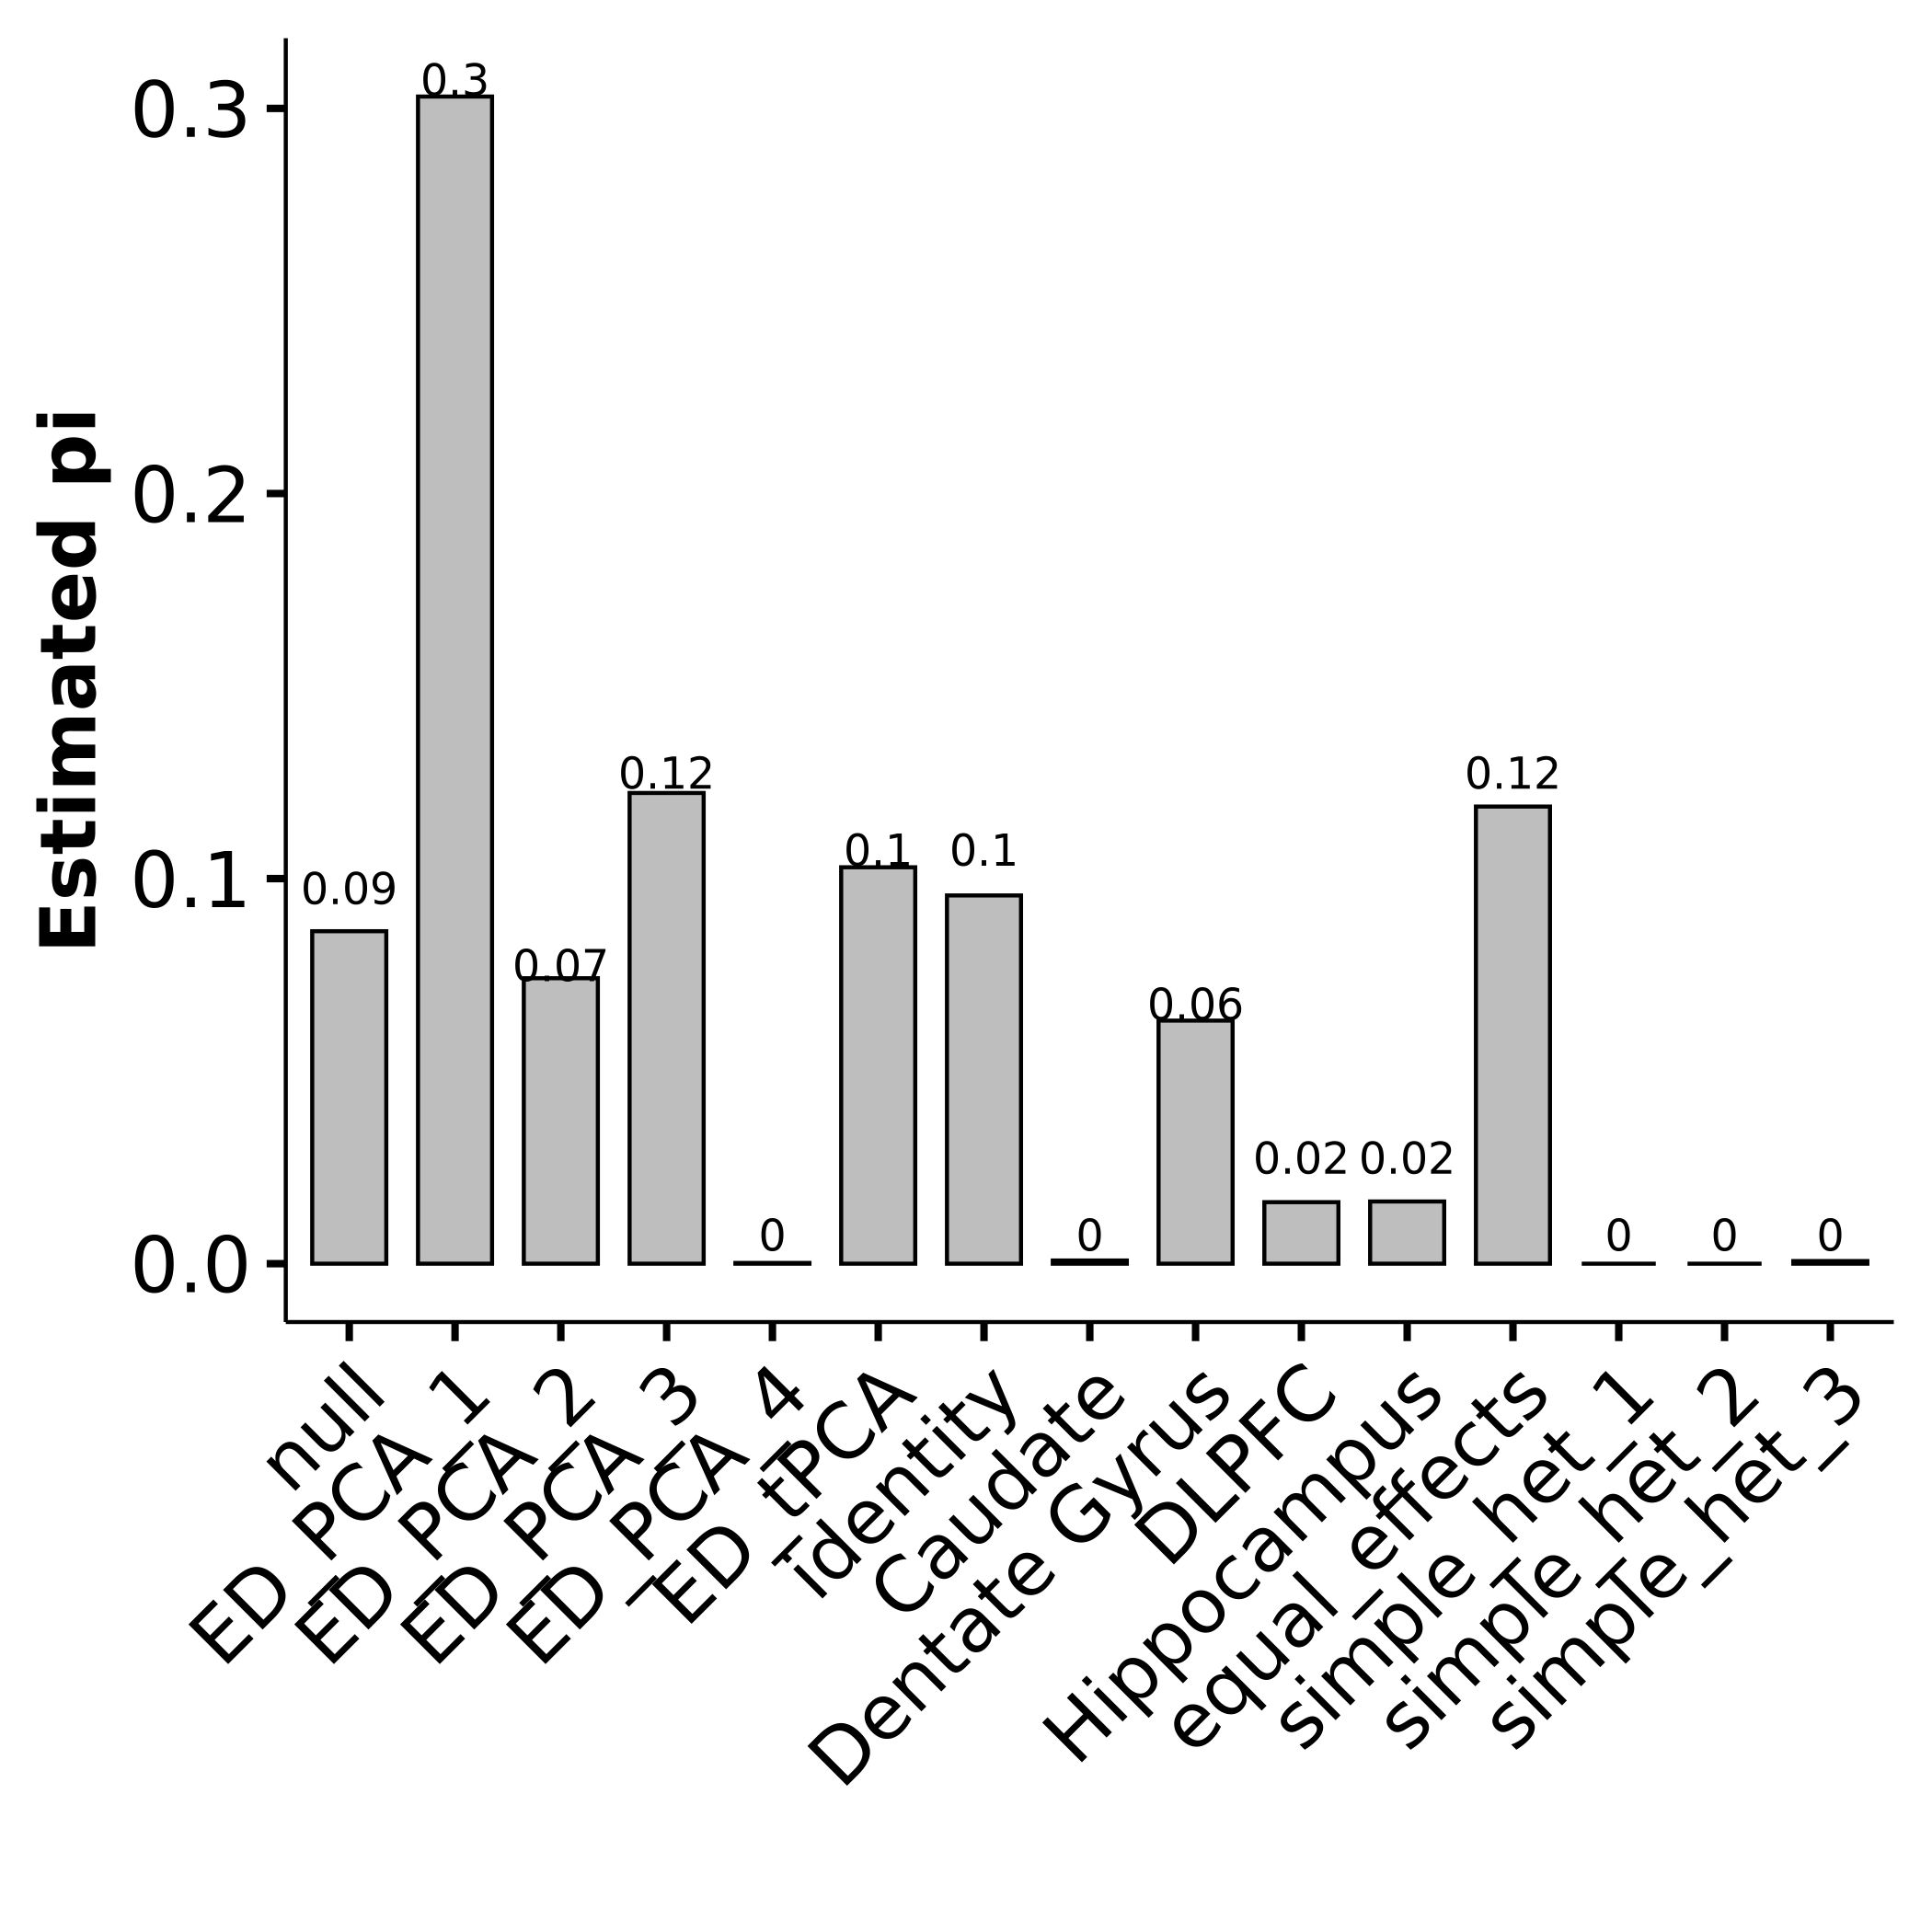 Estimated pi
0.3
0.2
0.1
0.0
0.09
0.3
0.07
0.12
0
0.1
0.1
0
0.06
0.02
0.02
0.12
0
0
0
null
ED_PCA_1
ED_PCA_2
ED_PCA_3
ED_PCA_4
ED_tPCA
Identity
Caudate
Dentate Gyrus
DLPFC
Hippocampus
equal_effects
simple_het_1
simple_het_2
simple_het_3